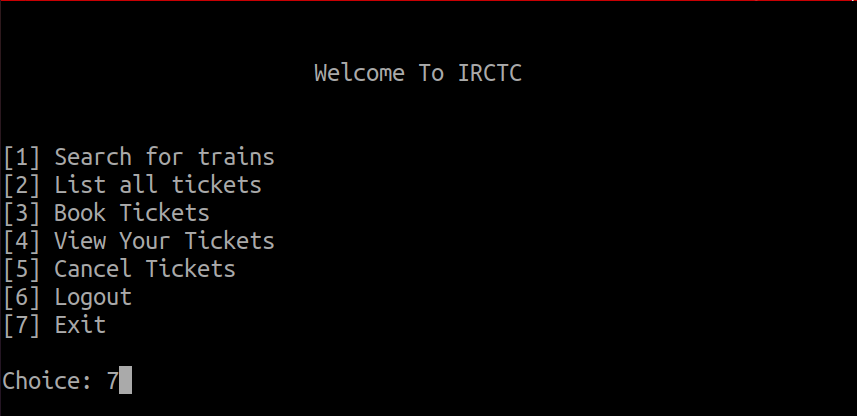 Welcome To IRCTC
[1] Search for trains
[2] List all tickets
[3] Book Tickets
[4] View Your Tickets
[5] Cancel Tickets
[6] Logout
[7] Exit
Choice: 7